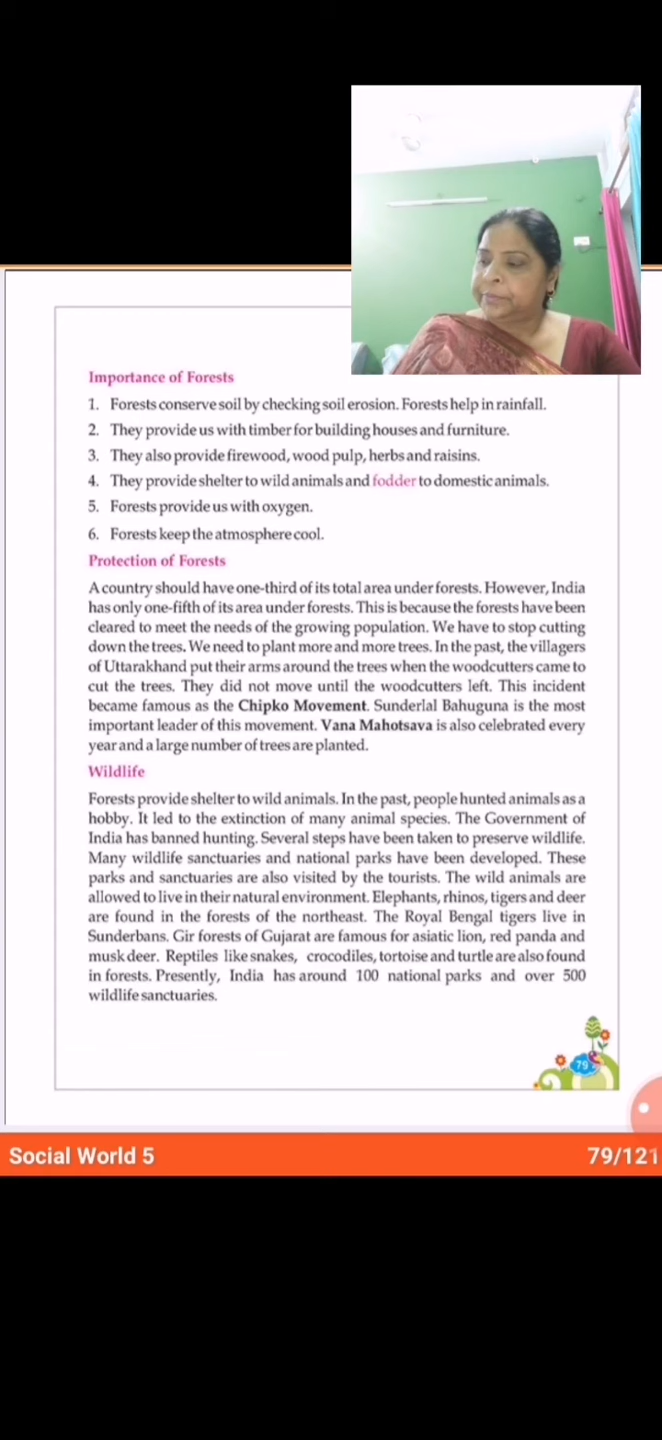 Importance of Forests
1. Forests conserve soil by checking soil erosion. Forests help in rainfall.
2. They provide us with timber for building houses and furniture.
3. They also provide firewood, wood pulp, herbs and raisins.
4. They provide shelter to wild animals and fodder to domestic animals.
5. Forests provide us with oxygen.
6. Forests keep the atmosphere cool.
Protection of Forests
A country should have one-third of its total area under forests. However, India
has only one-fifth of its area under forests. This is because the forests have been
cleared to meet the needs of the growing population. We have to stop cutting
down the trees. We need to plant more and more trees. In the past, the villagers
of Uttarakhand put their arms around the trees when the woodcutters came to
cut the trees. They did not move until the woodcutters left. This incident
became famous as the Chipko Movement. Sunderlal Bahuguna is the most
important leader of this movement. Vana Mahotsava is also celebrated every
year and a large number of trees are planted.
Wildlife
Forests provide shelter to wild animals. In the past, people hunted animals as a
hobby. It led to the extinction of many animal species. The Government of
India has banned hunting. Several steps have been taken to preserve wildlife.
Many wildlife sanctuaries and national parks have been developed. These
parks and sanctuaries are also visited by the tourists. The wild animals are
allowed to live in their natural environment. Elephants, rhinos, tigers and deer
are found in the forests of the northeast. The Royal Bengal tigers live in
Sunderbans. Gir forests of Gujarat are famous for asiatic lion, red panda and
musk deer. Reptiles like snakes, crocodiles, tortoise and turtle are also found
in forests. Presently, India has around 100 national parks and over 500
wildlife sanctuaries.
79
Social World 5
79/121